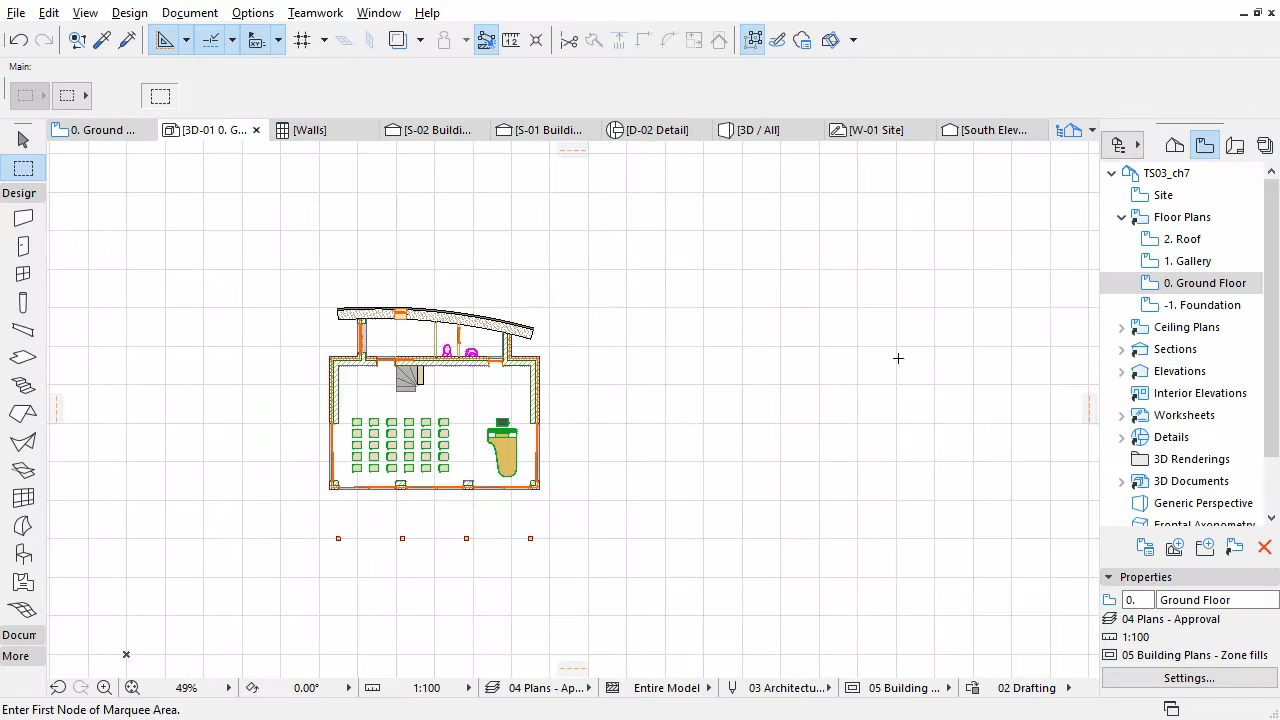 File Edit View Design Document Options Teamwork Window Help
Main:
0. Ground ...
[3D-01 0. G...
[Walls]
[S-02 Buildi...
[S-01 Buildi...
[D-02 Detail]
[3D / All]
[W-01 Site]
[South Elev...
Design
Docum
More
TS03_ch7
Site
Floor Plans
2. Roof
1. Gallery
0. Ground Floor
-1. Foundation
Ceiling Plans
Sections
Elevations
Interior Elevations
Worksheets
Details
3D Renderings
3D Documents
Generic Perspective
Frontal Axonometry
Properties
0. Ground Floor
04 Plans - Approval
1:100
05 Building Plans - Zone fills
Settings...
49% 0.00° 1:100 04 Plans - Ap... Entire Model 03 Architectu... 05 Building ... 02 Drafting
Enter First Node of Marquee Area.